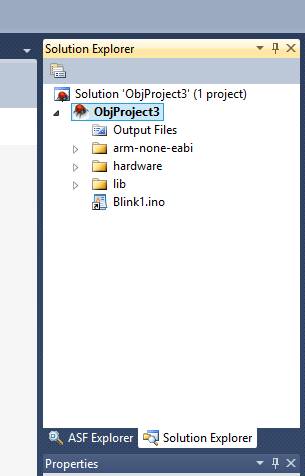 Solution Explorer
Solution 'ObjProject3' (1 project)
ObjProject3
Output Files
arm-none-eabi
hardware
lib
Blink1.ino
ASF Explorer Solution Explorer
Properties